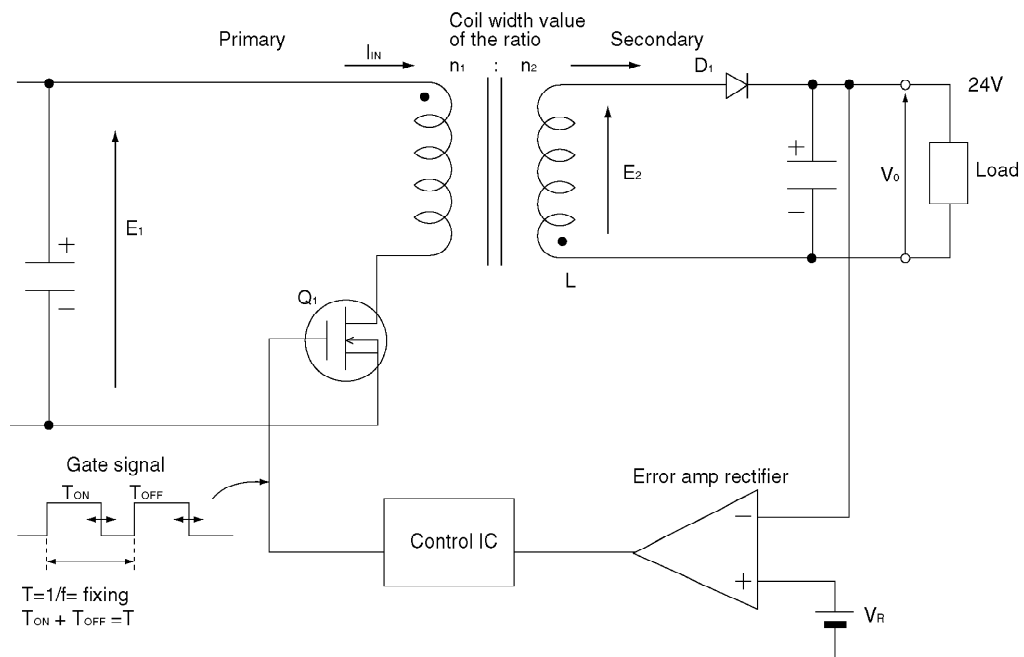 Coil width value
of the ratio
Primary
Secondary
IIN
n1 : n2
D1
24V
+
E1
+
−
E2
+
−
Vo
Load
L
Q1
Gate signal
TON TOFF
Error amp rectifier
−
Control IC
+
T=1/f= fixing
TON + TOFF =T
VR